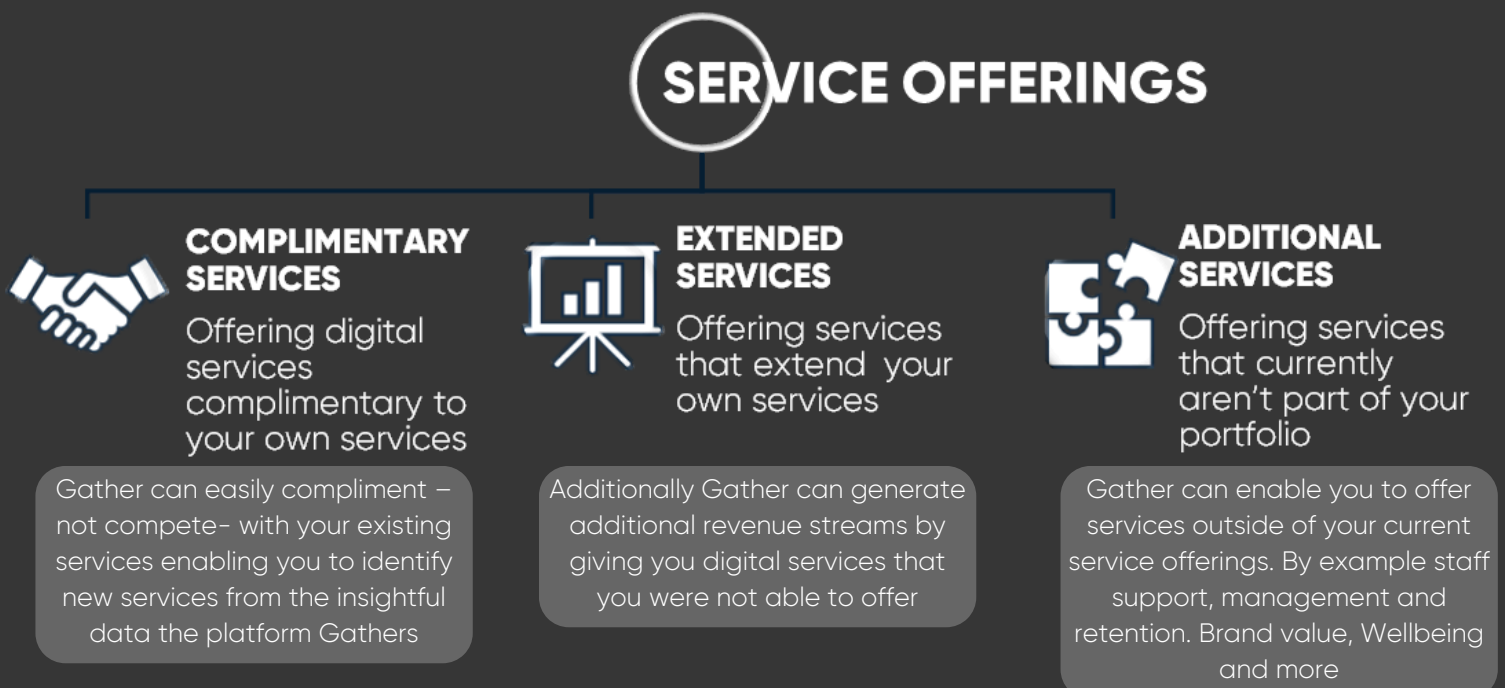 SERVICE OFFERINGS
COMPLIMENTARY
SERVICES
Offering digital
services
complimentary to
your own services
Gather can easily compliment –
not compete- with your existing
services enabling you to identify
new services from the insightful
data the platform Gathers
EXTENDED
SERVICES
Offering services
that extend your
own services
Additionally Gather can generate
additional revenue streams by
giving you digital services that
you were not able to offer
ADDITIONAL
SERVICES
Offering services
that currently
aren't part of your
portfolio
Gather can enable you to offer
services outside of your current
service offerings. By example staff
support, management and
retention. Brand value, Wellbeing
and more